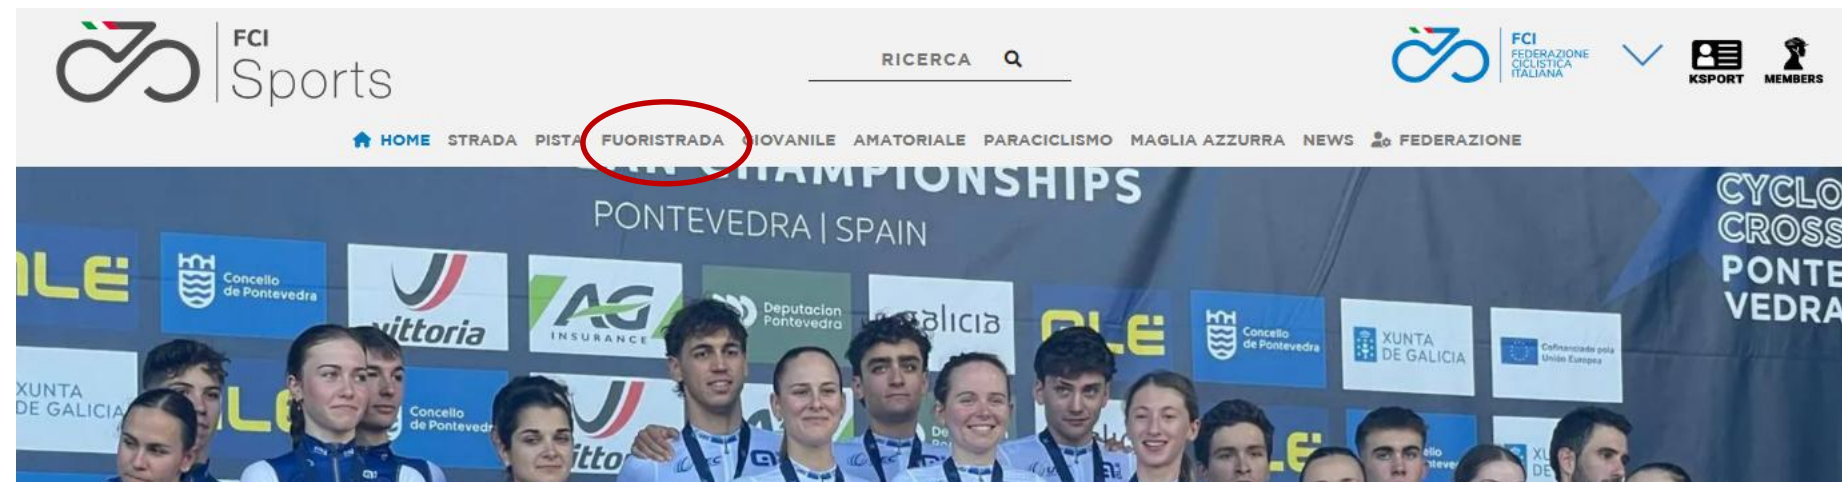 FCI
Sports
RICERCA
FCI
FEDERAZIONE
CICLISTICA
ITALIANA
KSPORT
MEMBERS
HOME STRADA PISTA FUORISTRADA GIOVANILE AMATORIALE PARACICLISMO MAGLIA AZZURRA NEWS FEDERAZIONE
CHAMPIONSHIPS
PONTEVEDRA | SPAIN
CYCLO
CROSS
PONTE
VEDRA
Concello
de Pontevedra
vittoria
AG
INSURANCE
Deputacion
Pontevedra
galicia
ALE
Concello
de Pontevedra
XUNTA
DE GALICIA
Cofinanciado pola
Unión Europea
XUNTA
DE GALICIA
Concello
de Pontevedra